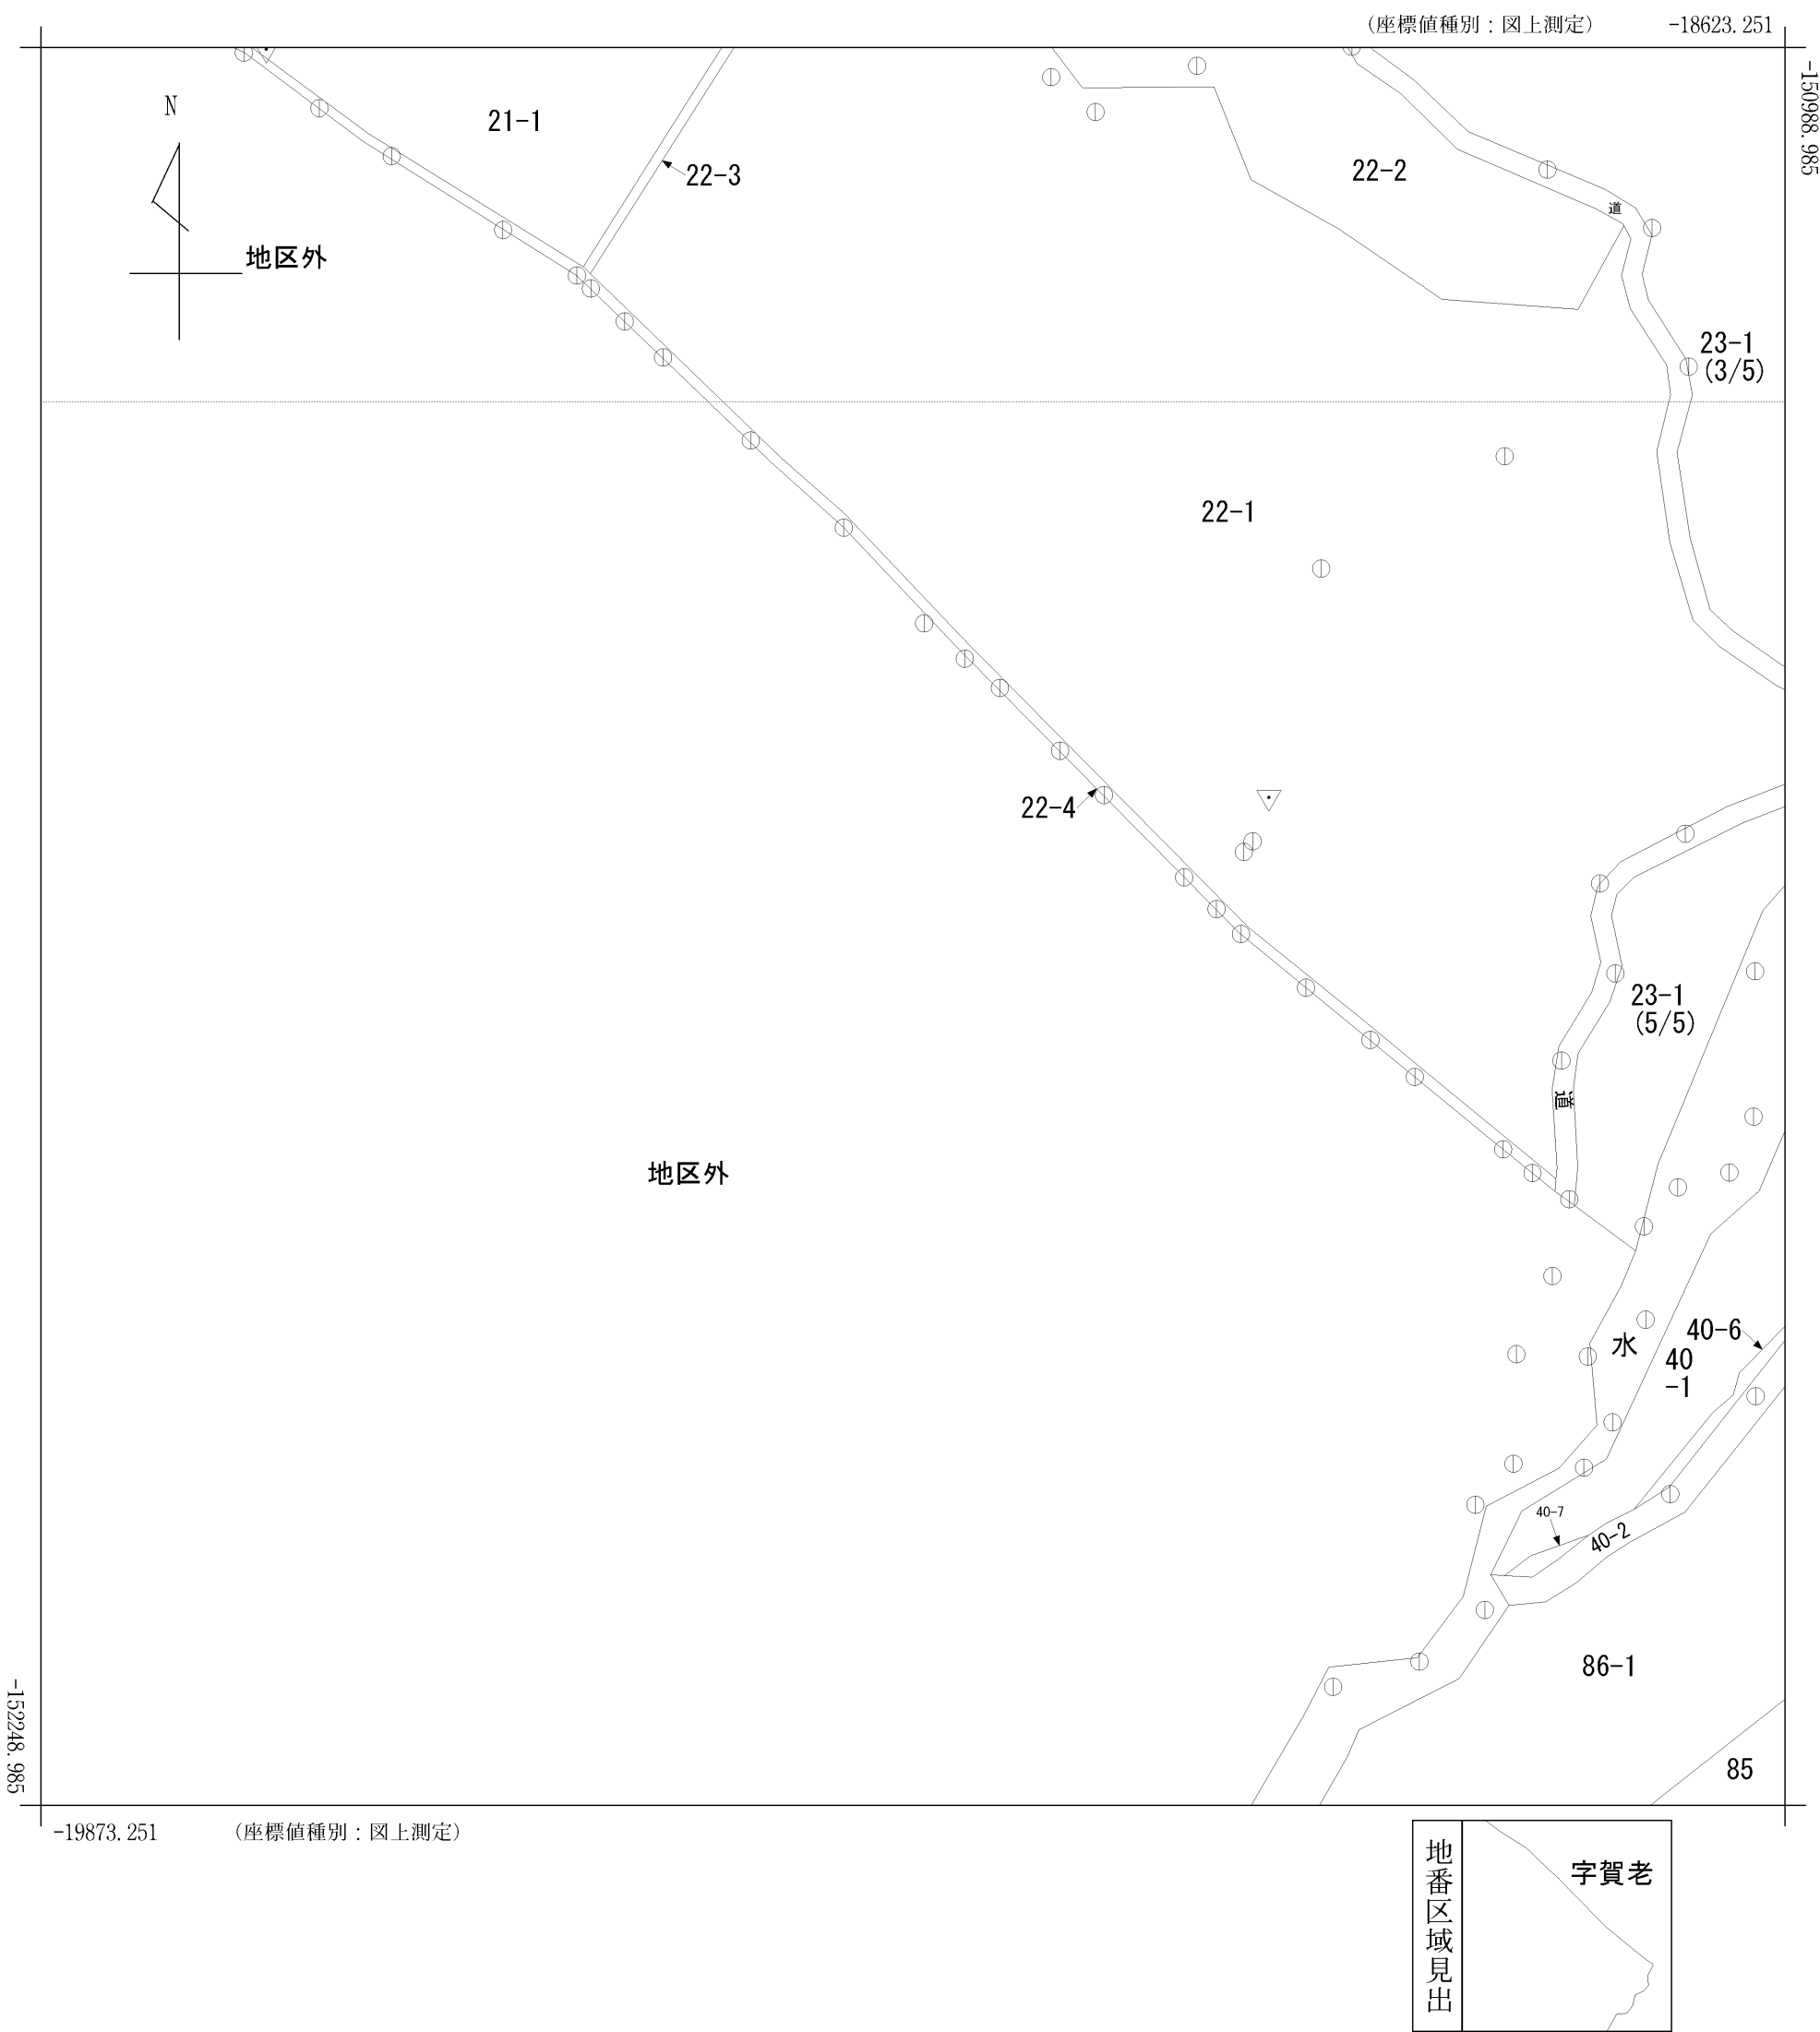 （座標値種別：図上測定）
-18623.251
-150988.985
N
21-1
22-3
22-2
道
地区外
23-1
(3/5)
22-1
22-4
23-1
(5/5)
道
地区外
水
40-6
40
-1
40-7
40-2
86-1
85
-152248.985
-19873.251
（座標値種別：図上測定）
地番区域見出
字賀老